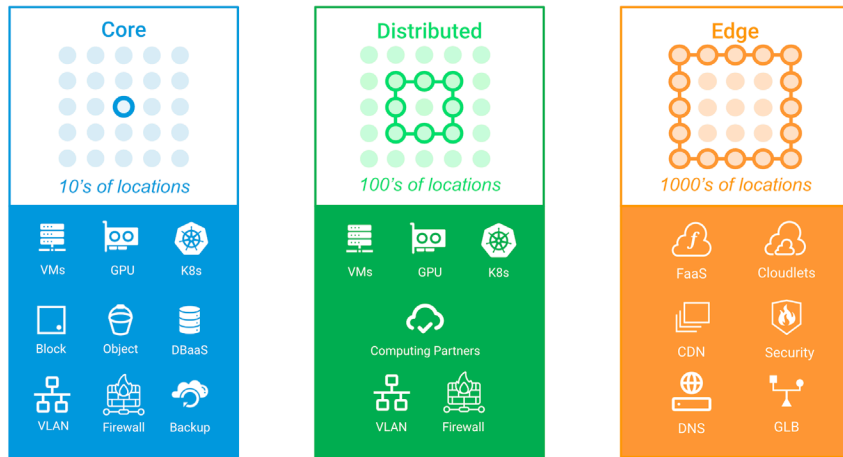 Core
10's of locations
VMs
GPU
K8s
Block
Object
DBaaS
VLAN
Firewall
Backup
Distributed
100's of locations
VMs
GPU
K8s
Computing Partners
VLAN
Firewall
Edge
1000's of locations
f
FaaS
Cloudlets
CDN
Security
DNS
GLB